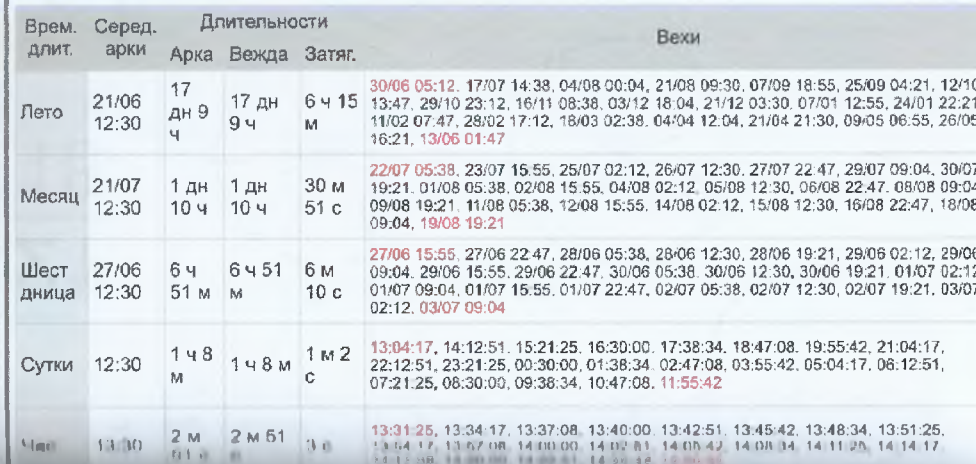 Врем. длит. Серед. арки Длительности Вехи
Арка Вежда Затяг.
Лето 21/06 12:30 17 дн 9 ч 17 дн 9 ч 6 ч 15 м
30/06 05:12. 17/07 14:38, 04/08 00:04, 21/08 09:30, 07/09 18:55, 25/09 04:21, 12/10
13:47, 29/10 23:12, 16/11 08:38, 03/12 18:04, 21/12 03:30, 07/01 12:55, 24/01 22:21
11/02 07:47, 28/02 17:12, 18/03 02:38. 04/04 12:04, 21/04 21:30, 09/05 06:55, 26/05
16:21, 13/06 01:47
Месяц 21/07 12:30 1 дн 10 ч 1 дн 10 ч 30 м 51 с
22/07 05:38, 23/07 15:55, 25/07 02:12, 26/07 12:30. 27/07 22:47, 29/07 09:04, 30/07
19:21. 01/08 05:38, 02/08 15:55, 04/08 02:12, 05/08 12:30, 06/08 22:47. 08/08 09:04
09/08 19:21. 11/08 05:38, 12/08 15:55. 14/08 02:12, 15/08 12:30, 16/08 22:47, 18/08
09:04, 19/08 19:21
Шест дница 27/06 12:30 6 ч 51 м 6 ч 51 м 6 м 10 с
27/06 15:55, 27/06 22:47, 28/06 05:38, 28/06 12:30, 28/06 19:21, 29/06 02:12, 29/06
09:04. 29/06 15:55. 29/06 22:47, 30/06 05:38. 30/06 12:30, 30/06 19:21. 01/07 02:12
01/07 09:04, 01/07 15:55. 01/07 22:47, 02/07 05:38, 02/07 12:30, 02/07 19:21, 03/07
02:12. 03/07 09:04
Сутки 12:30 1 ч 8 м 1 ч 8 м 1 м 2 с
13:04:17, 14:12:51. 15:21:25. 16:30:00. 17:38:34, 18:47:08. 19:55:42, 21:04:17,
22:12:51, 23:21:25, 00:30:00, 01:38:34. 02:47:08, 03:55:42, 05:04:17, 06:12:51,
07:21:25, 08:30:00, 09:38:34, 10:47:08. 11:55:42
13:30 2 м 2 м 51
13:31:25, 13:34:17, 13:37:08, 13:40:00, 13:42:51, 13:45:42, 13:48:34, 13:51:25,
14:00:00, 14:08:34, 14:11:25, 14:14:17,